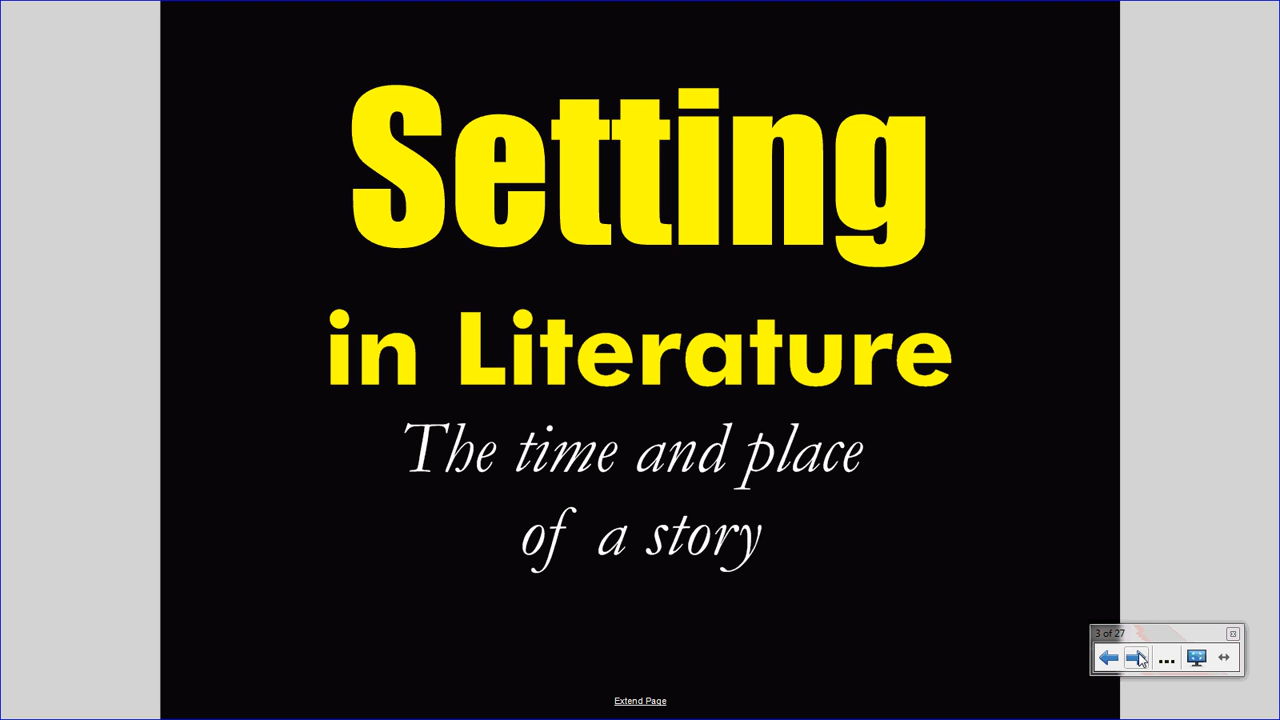 Setting
in Literature
The time and place
of a story
3 of 27
...
Extend Page